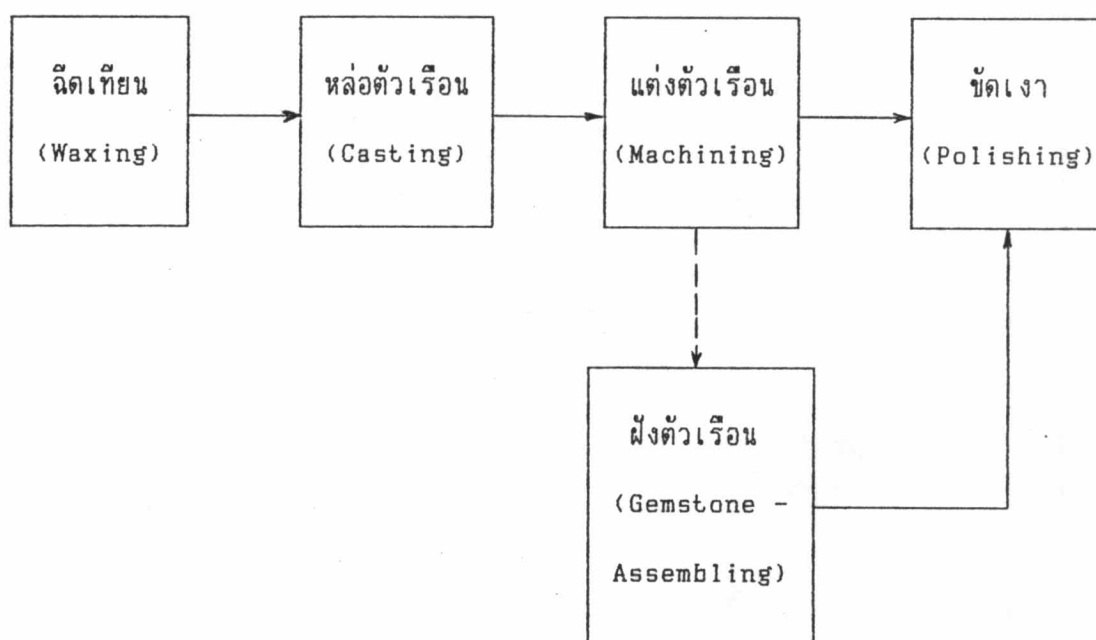 ฉีดเทียน
(Waxing)
หล่อตัวเรือน
(Casting)
แต่งตัวเรือน
(Machining)
ขัดเงา
(Polishing)
ฝังตัวเรือน
(Gemstone -
Assembling)